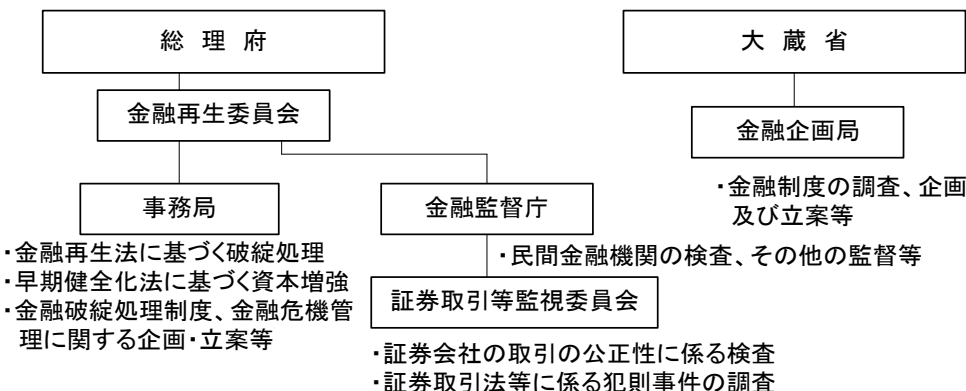 総 理 府
大 蔵 省
金融再生委員会
金融企画局
・金融制度の調査、企画
及び立案等
事務局
金融監督庁
・金融再生法に基づく破綻処理
・早期健全化法に基づく資本増強
・金融破綻処理制度、金融危機管
理に関する企画・立案等
・民間金融機関の検査、その他の監督等
証券取引等監視委員会
・証券会社の取引の公正性に係る検査
・証券取引法等に係る犯則事件の調査